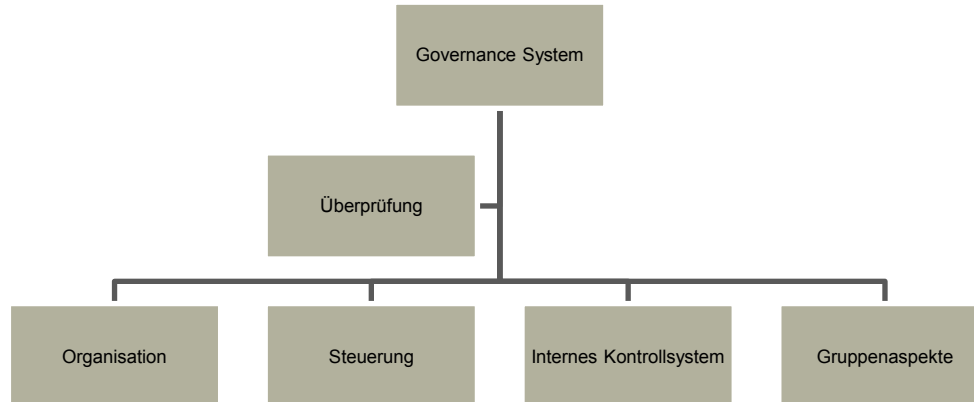 Governance System
Überprüfung
Organisation
Steuerung
Internes Kontrollsystem
Gruppenaspekte